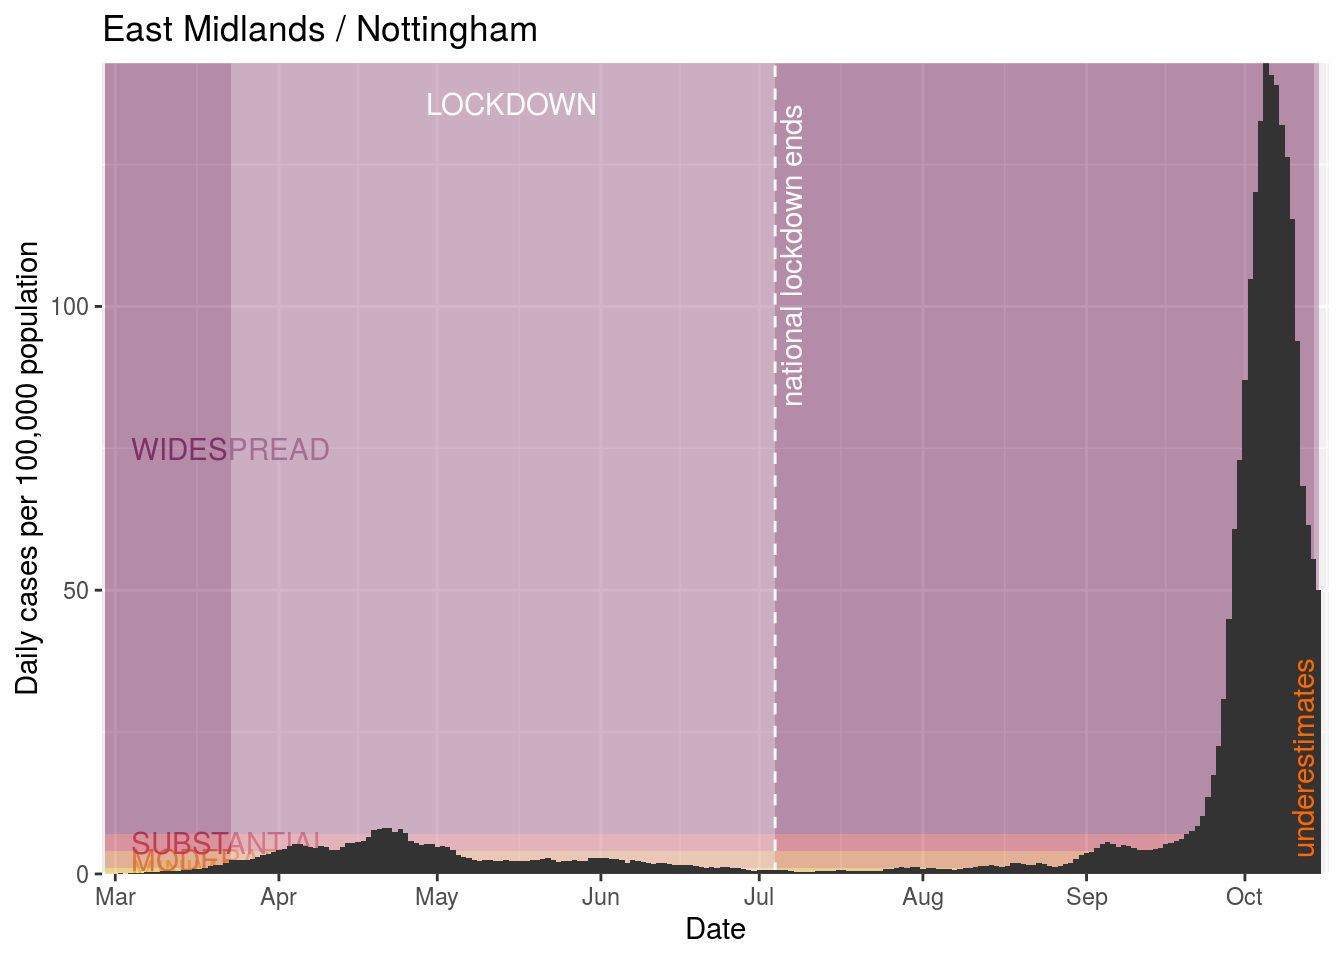 East Midlands / Nottingham
LOCKDOWN
national lockdown ends
WIDESPREAD
SUBSTANTIAL
underestimates
Daily cases per 100,000 population
100
50
0
Mar Apr May Jun Jul Aug Sep Oct
Date